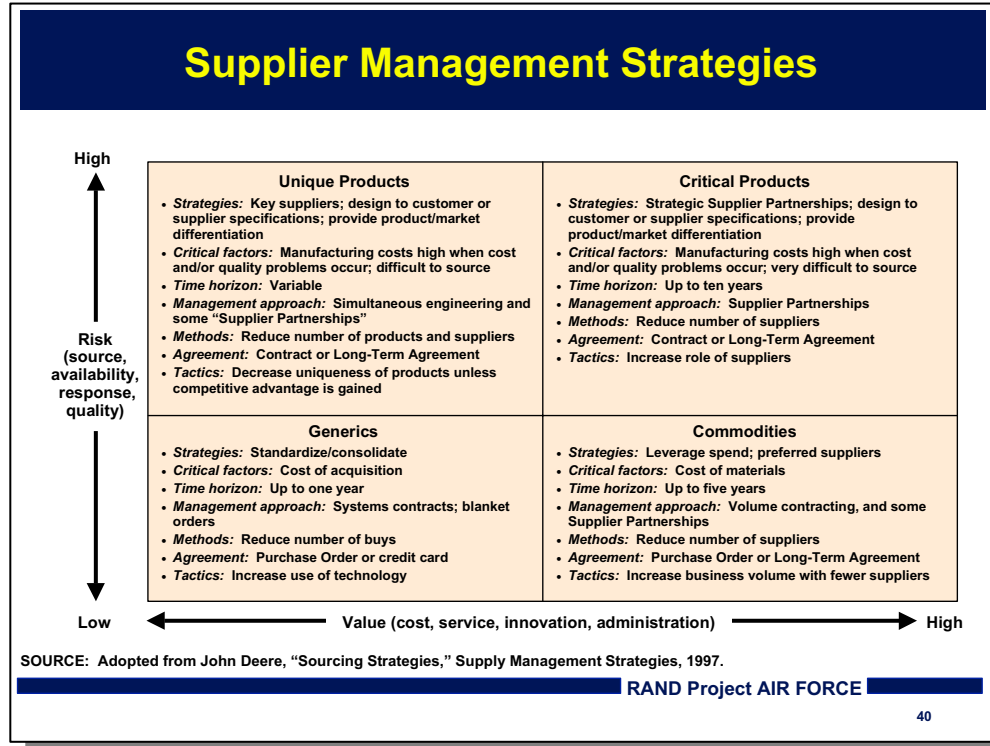 Supplier Management Strategies
High
Risk
(source,
availability,
response,
quality)
Unique Products
• Strategies: Key suppliers; design to customer or
supplier specifications; provide product/market
differentiation
• Critical factors: Manufacturing costs high when cost
and/or quality problems occur; difficult to source
• Time horizon: Variable
• Management approach: Simultaneous engineering and
some “Supplier Partnerships”
• Methods: Reduce number of products and suppliers
• Agreement: Contract or Long-Term Agreement
• Tactics: Decrease uniqueness of products unless
competitive advantage is gained
Critical Products
• Strategies: Strategic Supplier Partnerships; design to
customer or supplier specifications; provide
product/market differentiation
• Critical factors: Manufacturing costs high when cost
and/or quality problems occur; very difficult to source
• Time horizon: Up to ten years
• Management approach: Supplier Partnerships
• Methods: Reduce number of suppliers
• Agreement: Contract or Long-Term Agreement
• Tactics: Increase role of suppliers
Generics
• Strategies: Standardize/consolidate
• Critical factors: Cost of acquisition
• Time horizon: Up to one year
• Management approach: Systems contracts; blanket
orders
• Methods: Reduce number of buys
• Agreement: Purchase Order or credit card
• Tactics: Increase use of technology
Commodities
• Strategies: Leverage spend; preferred suppliers
• Critical factors: Cost of materials
• Time horizon: Up to five years
• Management approach: Volume contracting, and some
Supplier Partnerships
• Methods: Reduce number of suppliers
• Agreement: Purchase Order or Long-Term Agreement
• Tactics: Increase business volume with fewer suppliers
Low
Value (cost, service, innovation, administration)
High
SOURCE: Adopted from John Deere, “Sourcing Strategies,” Supply Management Strategies, 1997.
RAND Project AIR FORCE
40